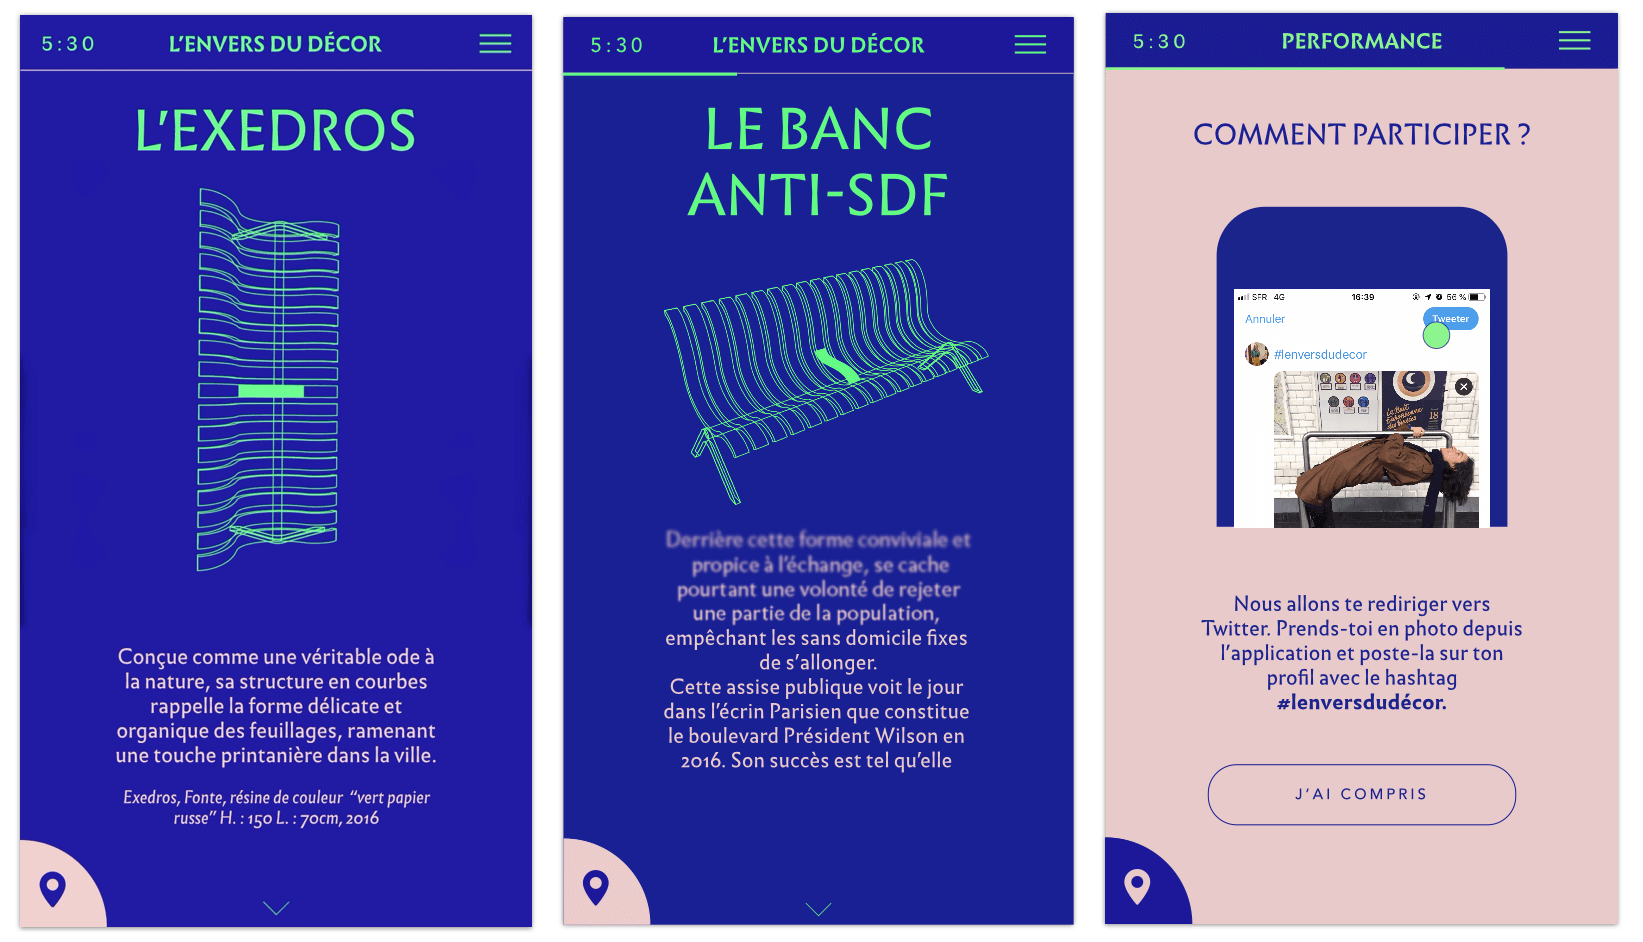 5:30
L'ENVERS DU DÉCOR
L'EXEDROS
Conçue comme une véritable ode à
la nature, sa structure en courbes
rappelle la forme délicate et
organique des feuillages, ramenant
une touche printanière dans la ville.
Exedros, Fonte, résine de couleur “vert papier
russe” H. : 150 L. : 70cm, 2016
5:30
L'ENVERS DU DÉCOR
LE BANC
ANTI-SDF
Derrière cette forme conviviale et
propice à l'échange, se cache
pourtant une volonté de rejeter
une partie de la population,
empêchant les sans domicile fixes
de s'allonger.
Cette assise publique voit le jour
dans l'écrin Parisien que constitue
le boulevard Président Wilson en
2016. Son succès est tel qu'elle
5:30
PERFORMANCE
COMMENT PARTICIPER ?
SFR 4G
16:39
56 %
Annuler
Tweeter
#lenversdudecor
La Nuit
Européenne
des Musées
18
Nous allons te rediriger vers
Twitter. Prends-toi en photo depuis
l'application et poste-la sur ton
profil avec le hashtag
#lenversdudécor.
J'AI COMPRIS